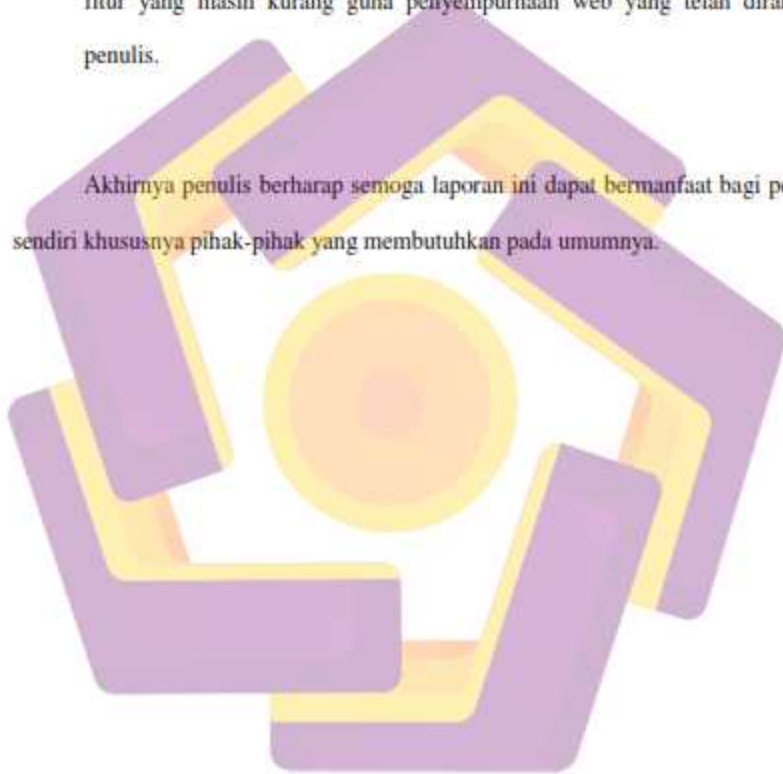 fitur yang masih kurang guna penyempurnaan web yang telah
penulis.
Akhirnya penulis berharap semoga laporan ini dapat bermanfaat bagi
sendiri khususnya pihak-pihak yang membutuhkan pada umumnya.